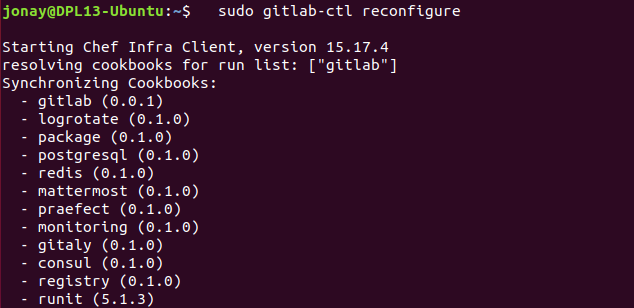 jonay@DPL13-Ubuntu:~$   sudo gitlab-ctl reconfigure
Starting Chef Infra Client, version 15.17.4
resolving cookbooks for run list: ["gitlab"]
Synchronizing Cookbooks:
  - gitlab (0.0.1)
  - logrotate (0.1.0)
  - package (0.1.0)
  - postgresql (0.1.0)
  - redis (0.1.0)
  - mattermost (0.1.0)
  - praefect (0.1.0)
  - monitoring (0.1.0)
  - gitaly (0.1.0)
  - consul (0.1.0)
  - registry (0.1.0)
  - runit (5.1.3)